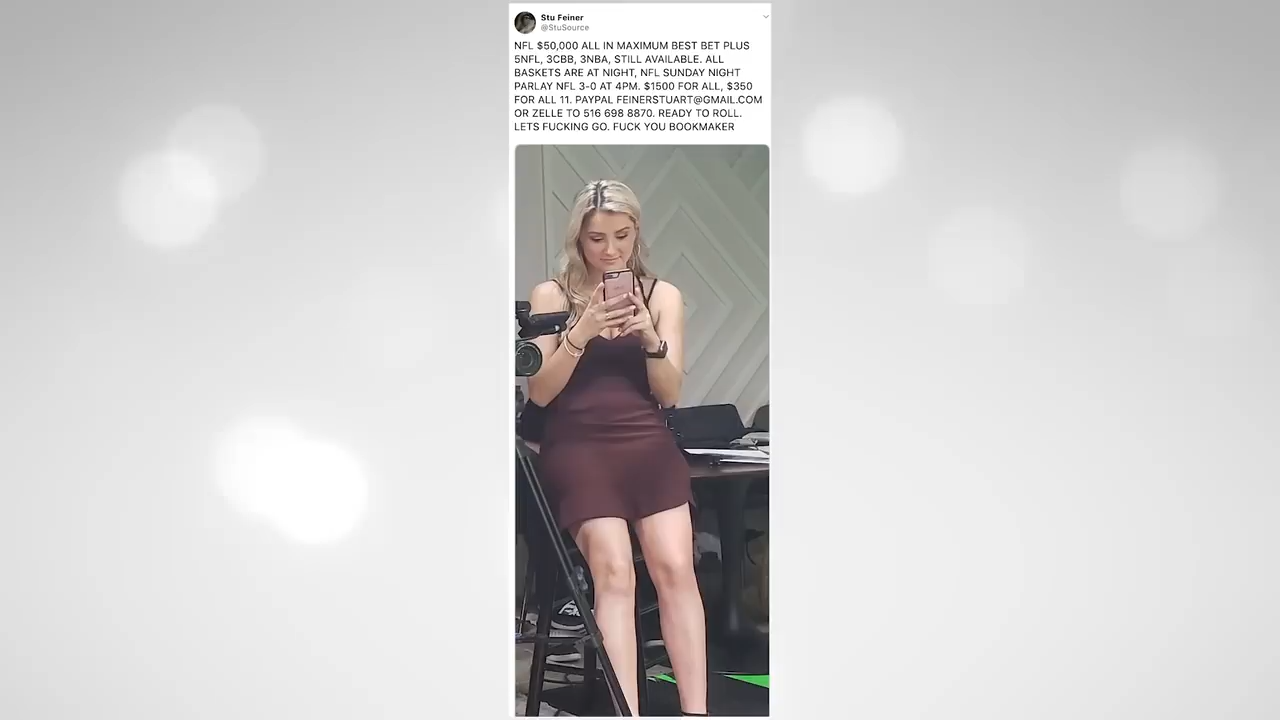 Stu Feiner
@StuSource
NFL $50,000 ALL IN MAXIMUM BEST BET PLUS
5NFL, 3CBB, 3NBA, STILL AVAILABLE. ALL
BASKETS ARE AT NIGHT, NFL SUNDAY NIGHT
PARLAY NFL 3-0 AT 4PM. $1500 FOR ALL, $350
FOR ALL 11. PAYPAL FEINERSTUART@GMAIL.COM
OR ZELLE TO 516 698 8870. READY TO ROLL.
LETS FUCKING GO. FUCK YOU BOOKMAKER